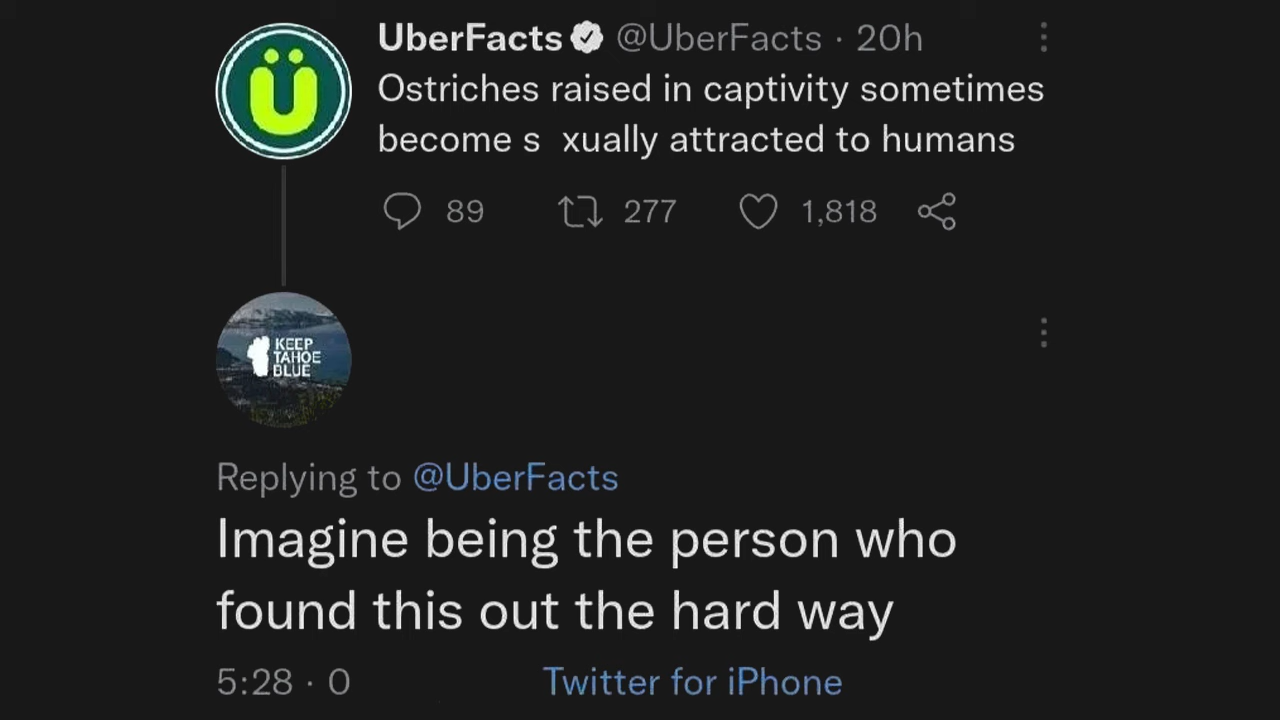 UberFacts @UberFacts · 20h
Ostriches raised in captivity sometimes
become s xually attracted to humans
89 277 1,818
KEEP
TAHOE
BLUE
Replying to @UberFacts
Imagine being the person who
found this out the hard way
5:28 · 0 Twitter for iPhone